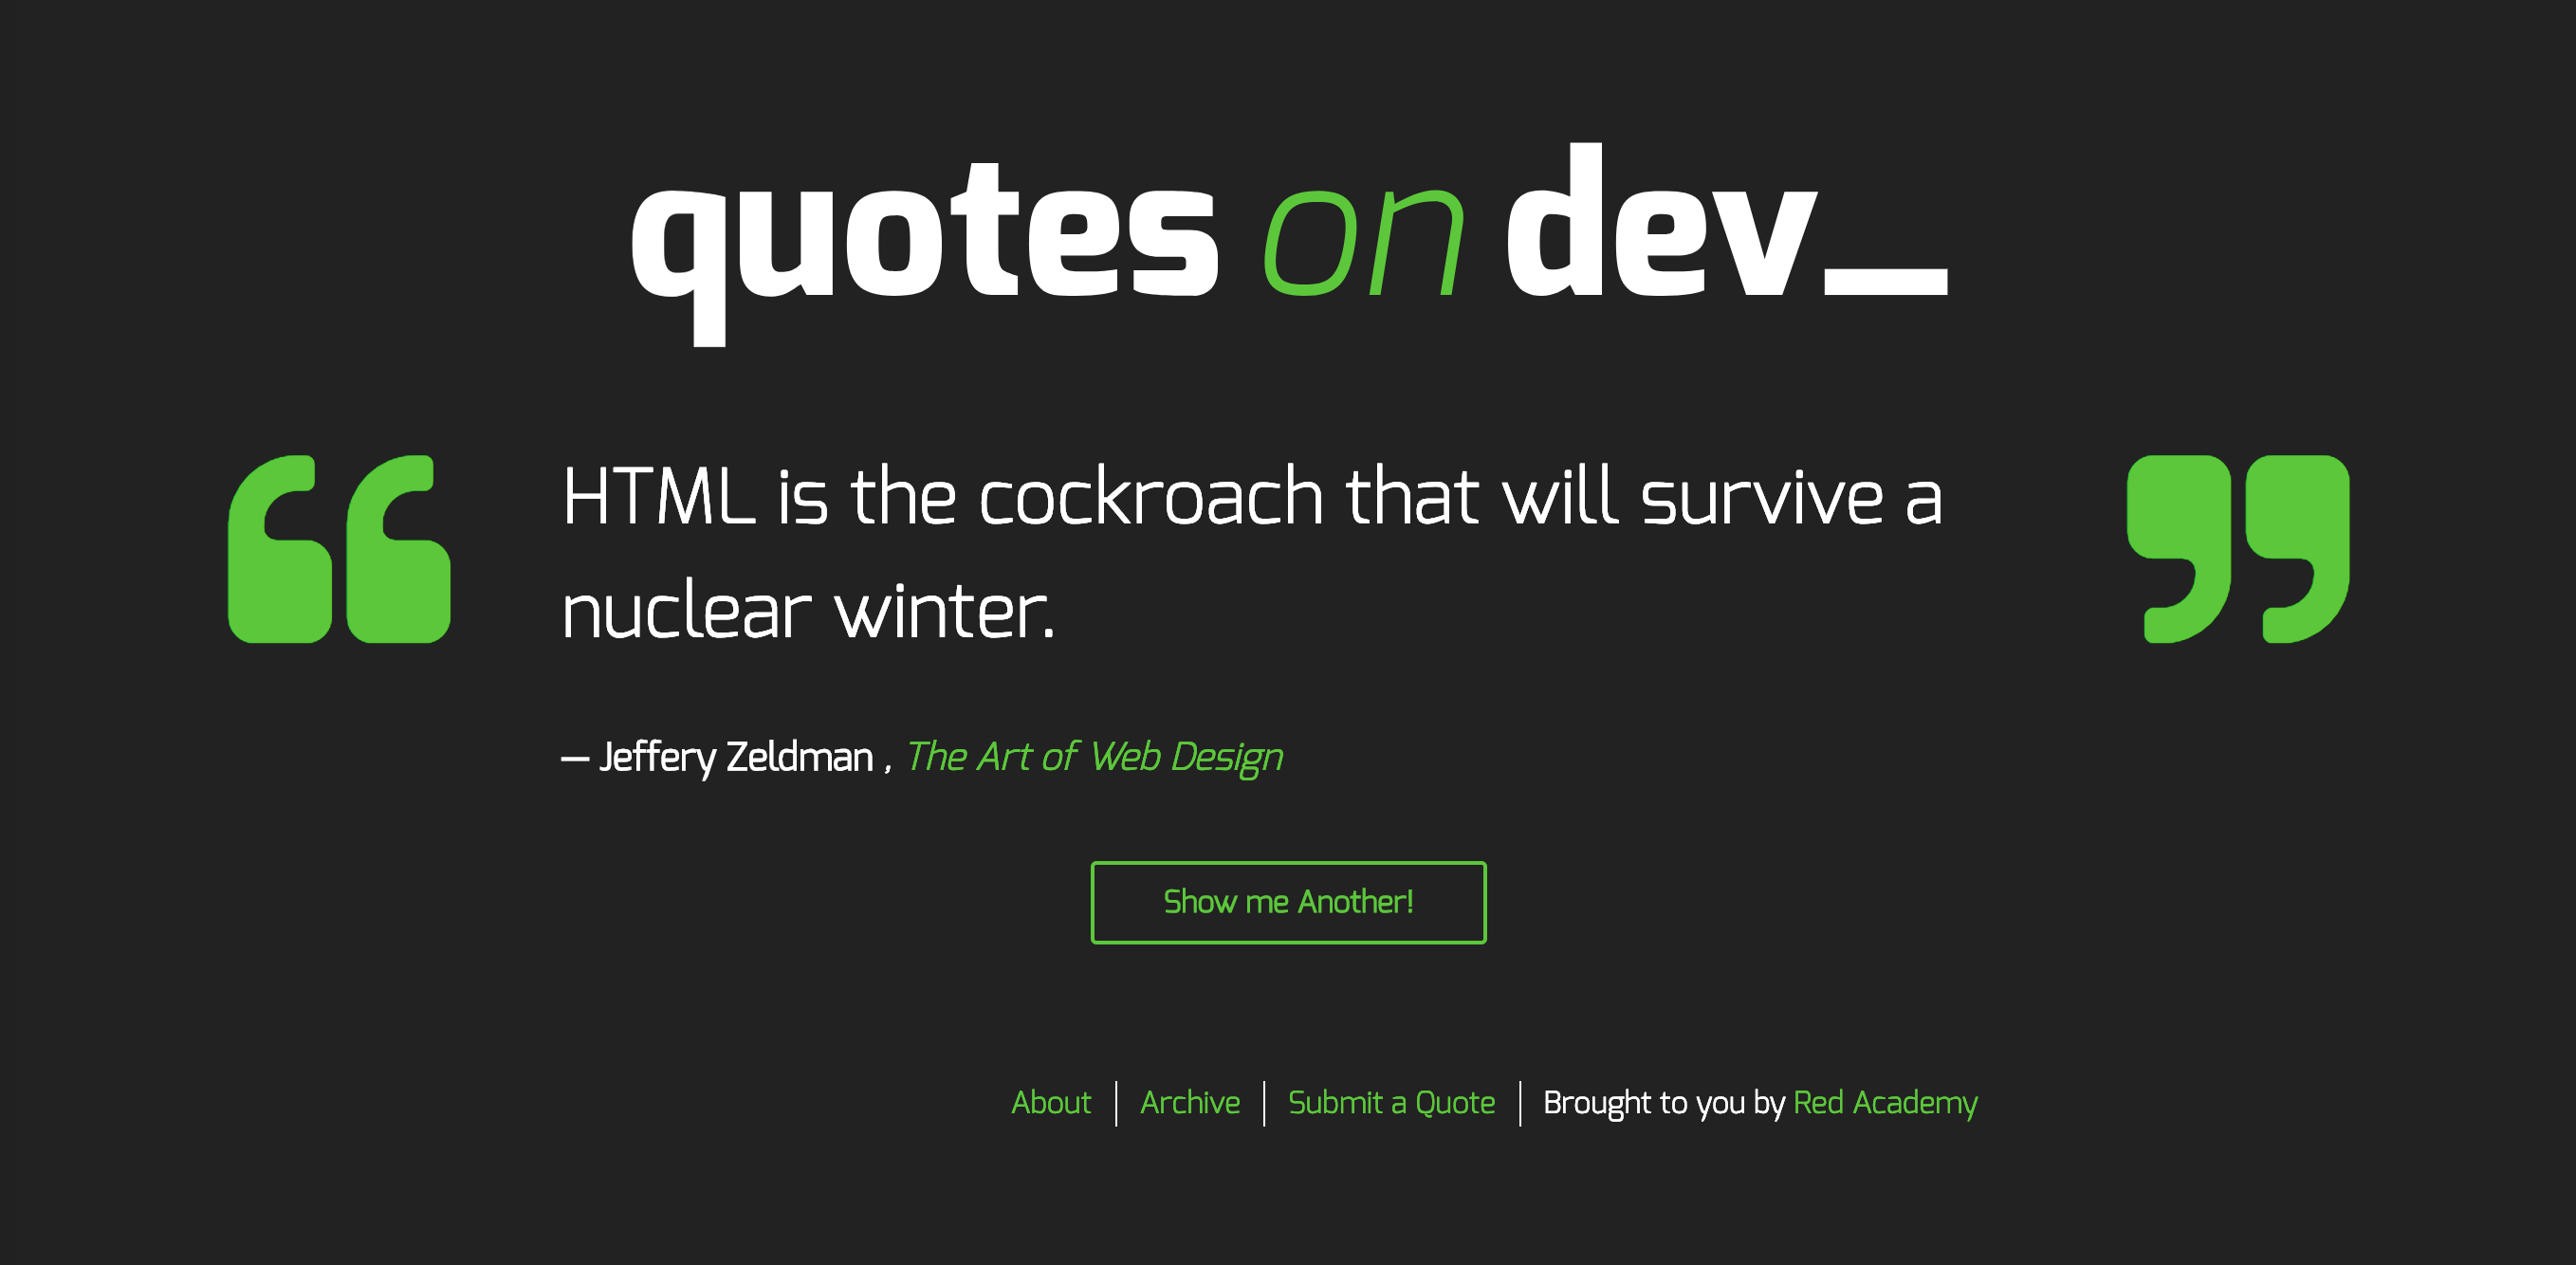 quotes on dev_
HTML is the cockroach that will survive a
nuclear winter.
— Jeffery Zeldman , The Art of Web Design
Show me Another!
About | Archive | Submit a Quote | Brought to you by Red Academy